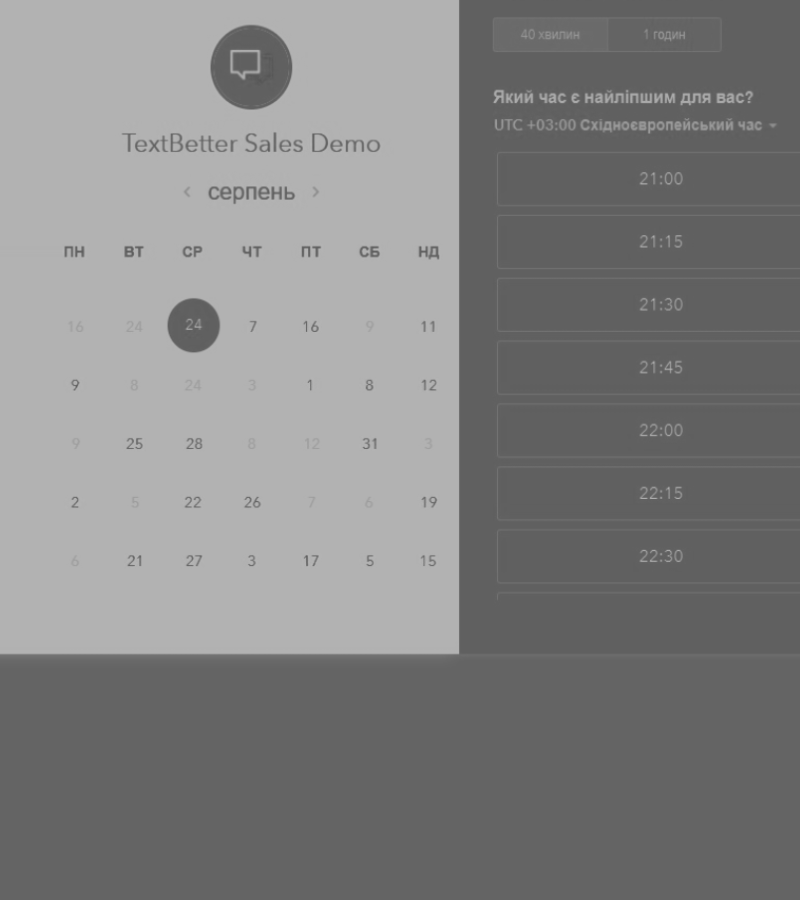 TextBetter Sales Demo
серпень
ПН ВТ СР ЧТ ПТ СБ НД
16 24 24 7 16 9 11
9 8 24 3 1 8 12
9 25 28 8 12 31 3
2 5 22 26 7 6 19
6 21 27 3 17 5 15
40 хвилин 1 годин
Який час є найліпшим для вас?
UTC +03:00 Східноєвропейський час
21:00
21:15
21:30
21:45
22:00
22:15
22:30